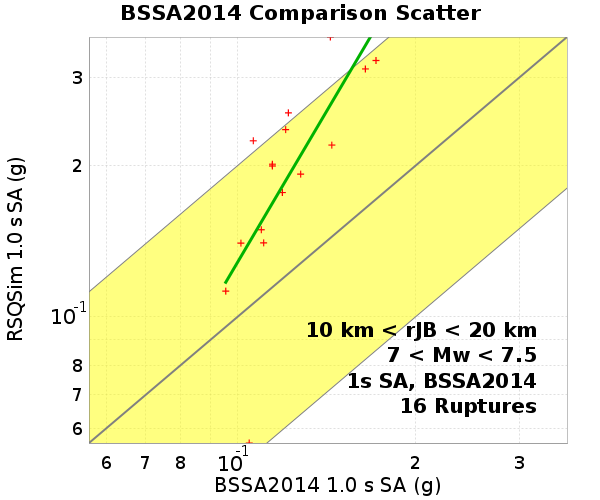 BSSA2014 Comparison Scatter
RSQSim 1.0 s SA (g)
3
2
10-1
8
7
6
10 km < rJB < 20 km
7 < Mw < 7.5
1s SA, BSSA2014
16 Ruptures
6 7 8 10-1 2 3
BSSA2014 1.0 s SA (g)